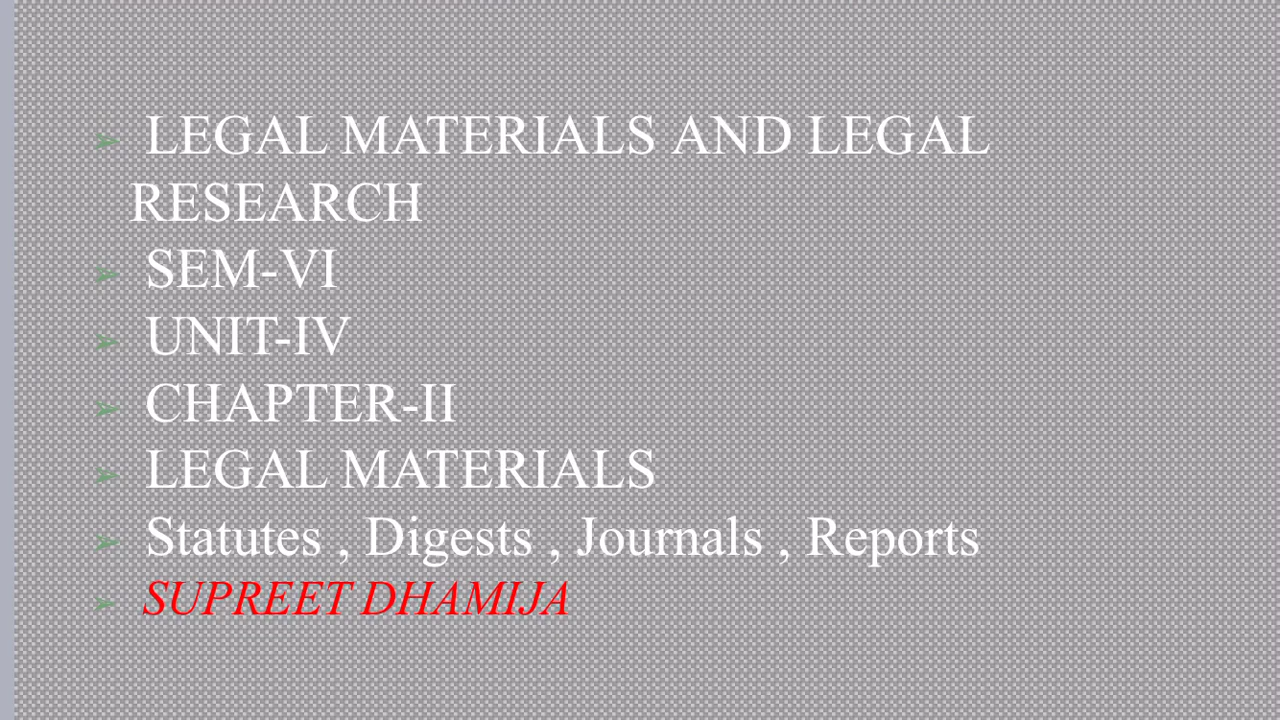 ➢ LEGAL MATERIALS AND LEGAL
RESEARCH
➢ SEM-VI
➢ UNIT-IV
➢ CHAPTER-II
➢ LEGAL MATERIALS
➢ Statutes , Digests , Journals , Reports
➢ SUPREET DHAMIJA